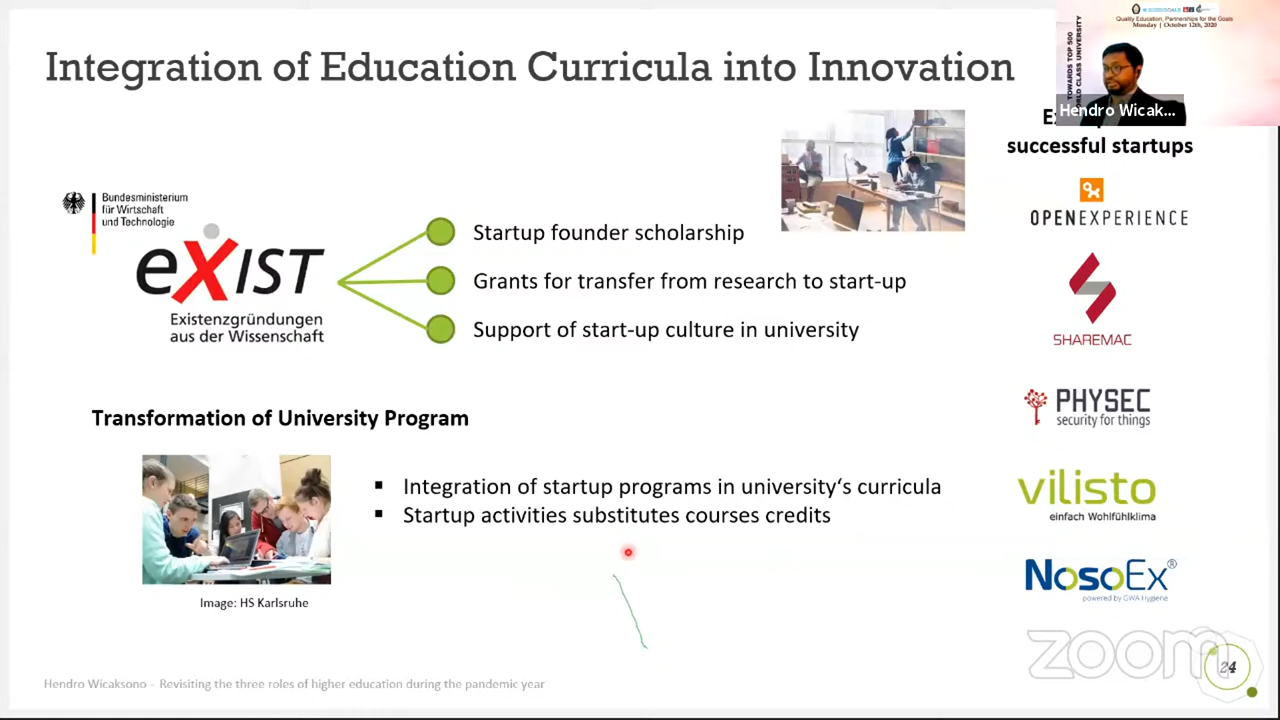 Integration of Education Curricula into Innovation
Quality Education, Partnerships for the Goals
Monday | October 12th, 2020
TOWARDS TOP 500
WORLD CLASS UNIVERSITY
Hendro Wicak...
successful startups
Bundesministerium
für Wirtschaft
und Technologie
eXIST
Existenzgründungen
aus der Wissenschaft
Startup founder scholarship
Grants for transfer from research to start-up
Support of start-up culture in university
OPENEXPERIENCE
SHAREMAC
PHYSEC
security for things
vilisto
einfach Wohlfühlklima
NosoEx®
powered by GWA Hygiene
Transformation of University Program
▪ Integration of startup programs in university‘s curricula
▪ Startup activities substitutes courses credits
Image: HS Karlsruhe
zoom
Hendro Wicaksono – Revisiting the three roles of higher education during the pandemic year
24